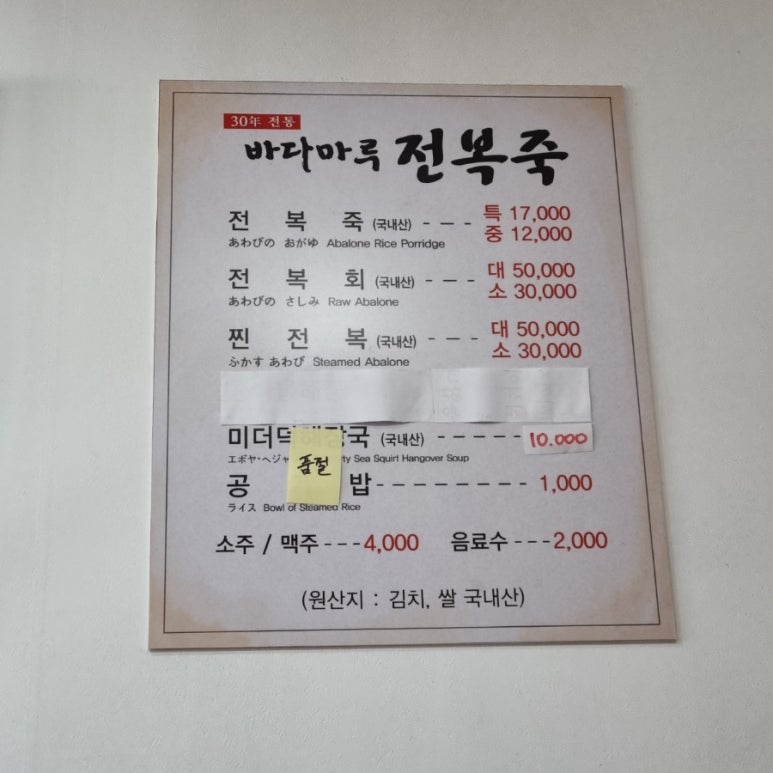 30年 전통
바다마루 전복죽
전 복 죽 (국내산) --- 특 17,000
중 12,000
あわびの おがゆ Abalone Rice Porridge
전 복 회 (국내산) --- 대 50,000
소 30,000
あわびの さしみ Raw Abalone
찐 전 복 (국내산) --- 대 50,000
소 30,000
ふかす あわび Steamed Abalone
미더덕해장국 (국내산) ----- 10.000
エボヤ・ヘジャ Sea Squirt Hangover Soup
품절
공 밥 -------- 1,000
ライス Bowl of Steamed Rice
소주 / 맥주 --- 4,000 음료수 --- 2,000
(원산지 : 김치, 쌀 국내산)